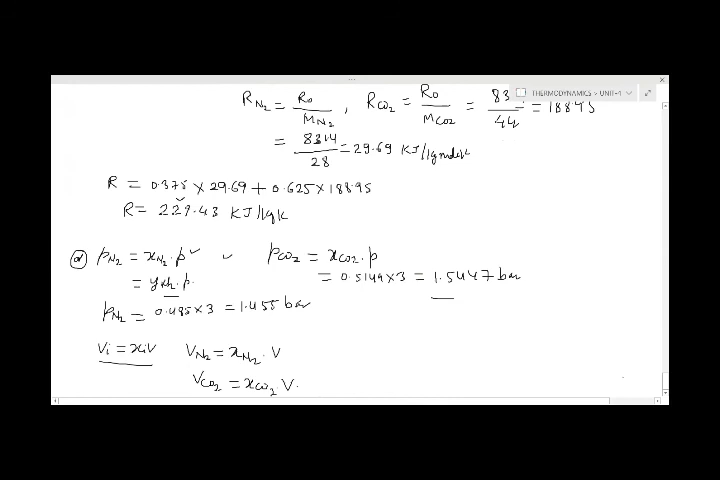 THERMODYNAMICS > UNIT-4
R_N2 = R0/M_N2 , R_CO2 = R0/M_CO2 = 83/44 = 188.95
= 8314/28 = 29.69 KJ/kgmolK
R = 0.375 × 29.69 + 0.625 × 188.95
R = 229.43 KJ/kgK
(d) p_N2 = x_N2 . p p_CO2 = x_CO2 . p
= y_N2 . p. = 0.5149 × 3 = 1.5447 bar
p_N2 = 0.485 × 3 = 1.455 bar
Vi = xiV V_N2 = x_N2 . V
V_CO2 = x_CO2 . V.